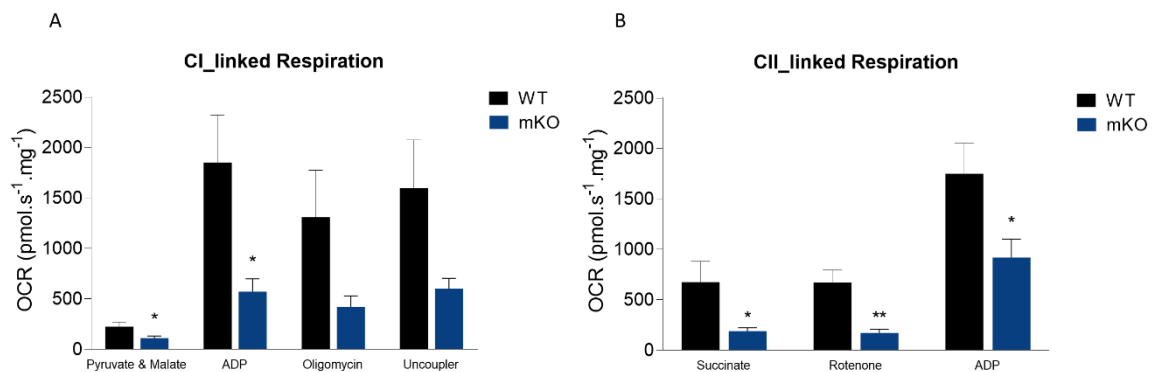 A
CI_linked Respiration
WT
mKO
OCR (pmol.s⁻¹.mg⁻¹)
2500
2000
1500
1000
500
0
*
*
Pyruvate & Malate
ADP
Oligomycin
Uncoupler
B
CII_linked Respiration
WT
mKO
OCR (pmol.s⁻¹.mg⁻¹)
2500
2000
1500
1000
500
0
*
**
*
Succinate
Rotenone
ADP